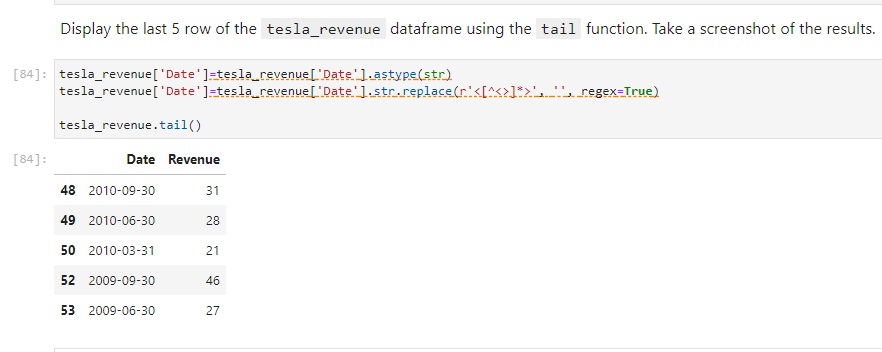 Display the last 5 row of the tesla_revenue dataframe using the tail function. Take a screenshot of the results.
[84]: tesla_revenue['Date']=tesla_revenue['Date'].astype(str)
tesla_revenue['Date']=tesla_revenue['Date'].str.replace(r'<[^<>]*>', '', regex=True)
tesla_revenue.tail()
[84]:
Date Revenue
48 2010-09-30 31
49 2010-06-30 28
50 2010-03-31 21
52 2009-09-30 46
53 2009-06-30 27